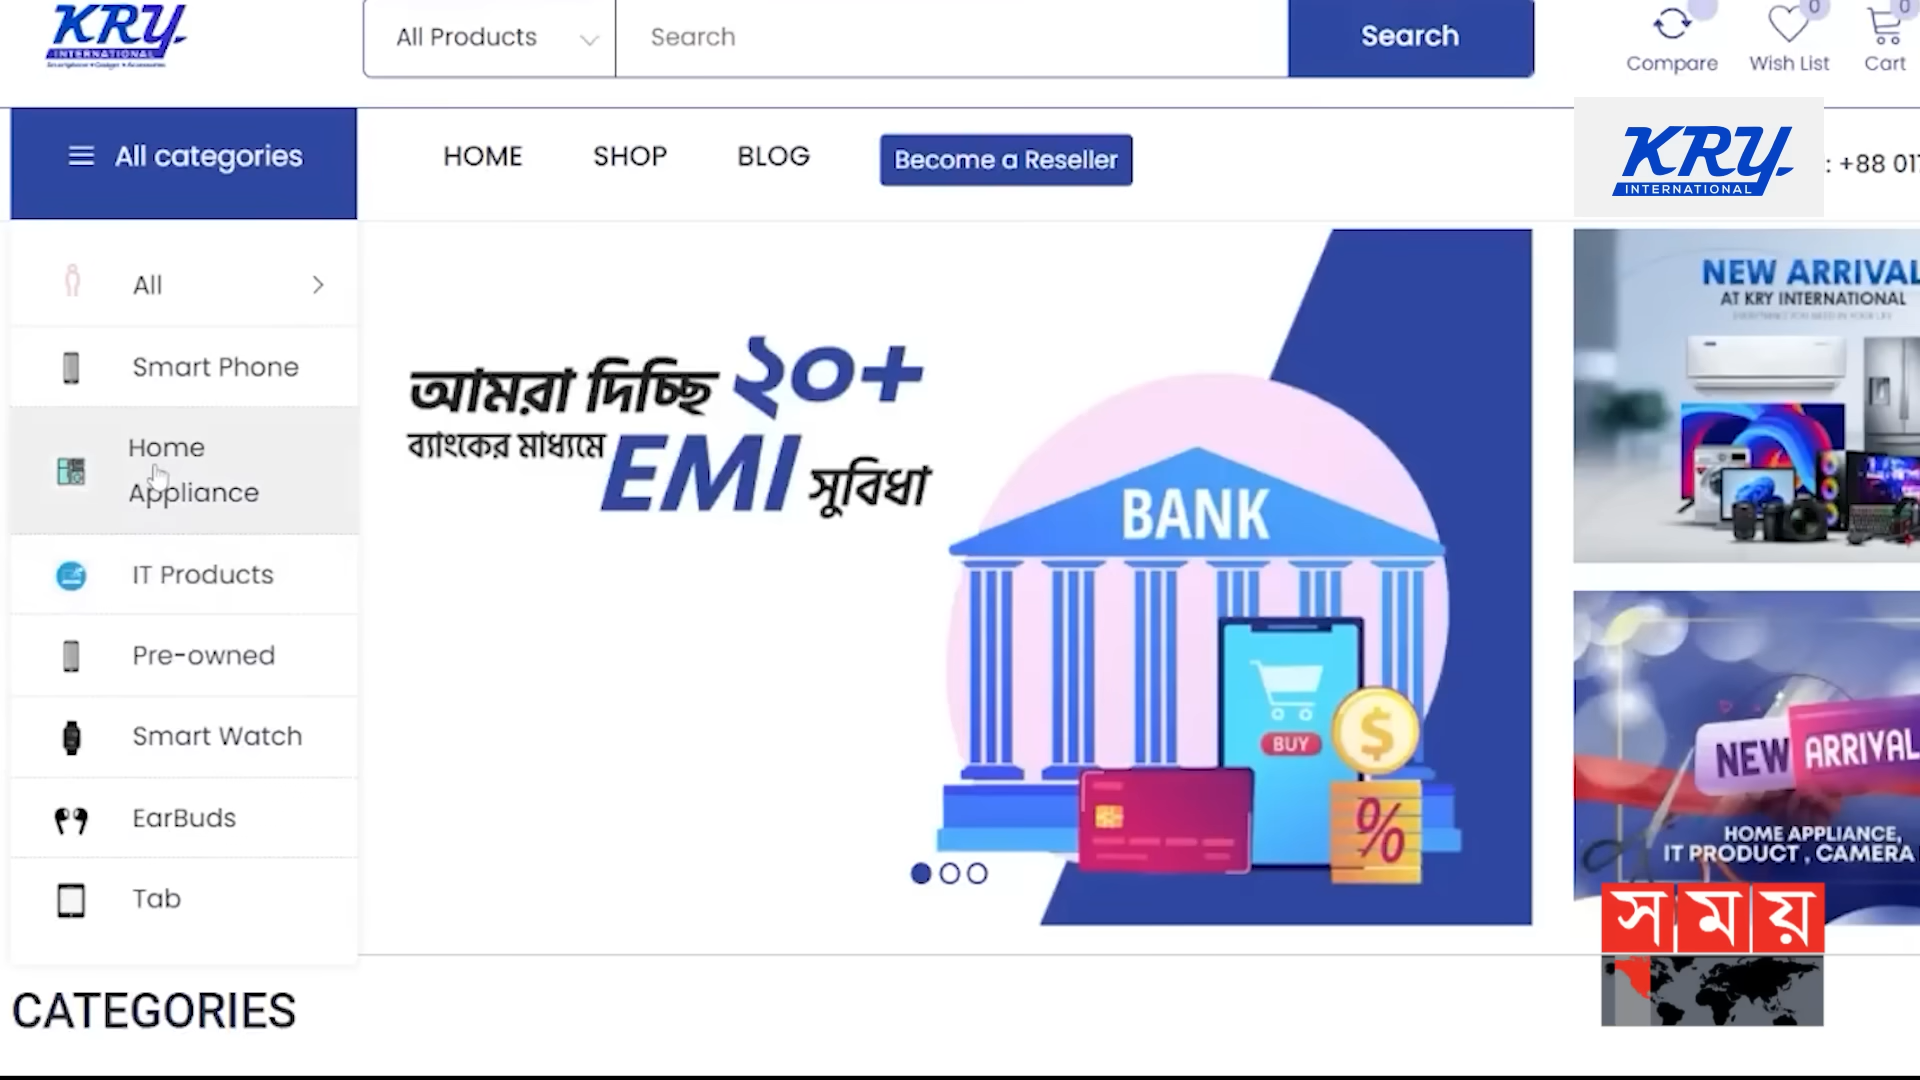 KRY
INTERNATIONAL
All Products
Search
Search
Compare
0
Wish List
0
Cart
All categories
HOME
SHOP
BLOG
Become a Reseller
KRY
INTERNATIONAL
: +88 01
All
Smart Phone
Home
Appliance
IT Products
Pre-owned
Smart Watch
EarBuds
Tab
আমরা দিচ্ছি ২০+
ব্যাংকের মাধ্যমে EMI সুবিধা
BANK
BUY
$
%
NEW ARRIVAL
AT KRY INTERNATIONAL
NEW ARRIVAL
HOME APPLIANCE,
IT PRODUCT , CAMERA
সময়
CATEGORIES